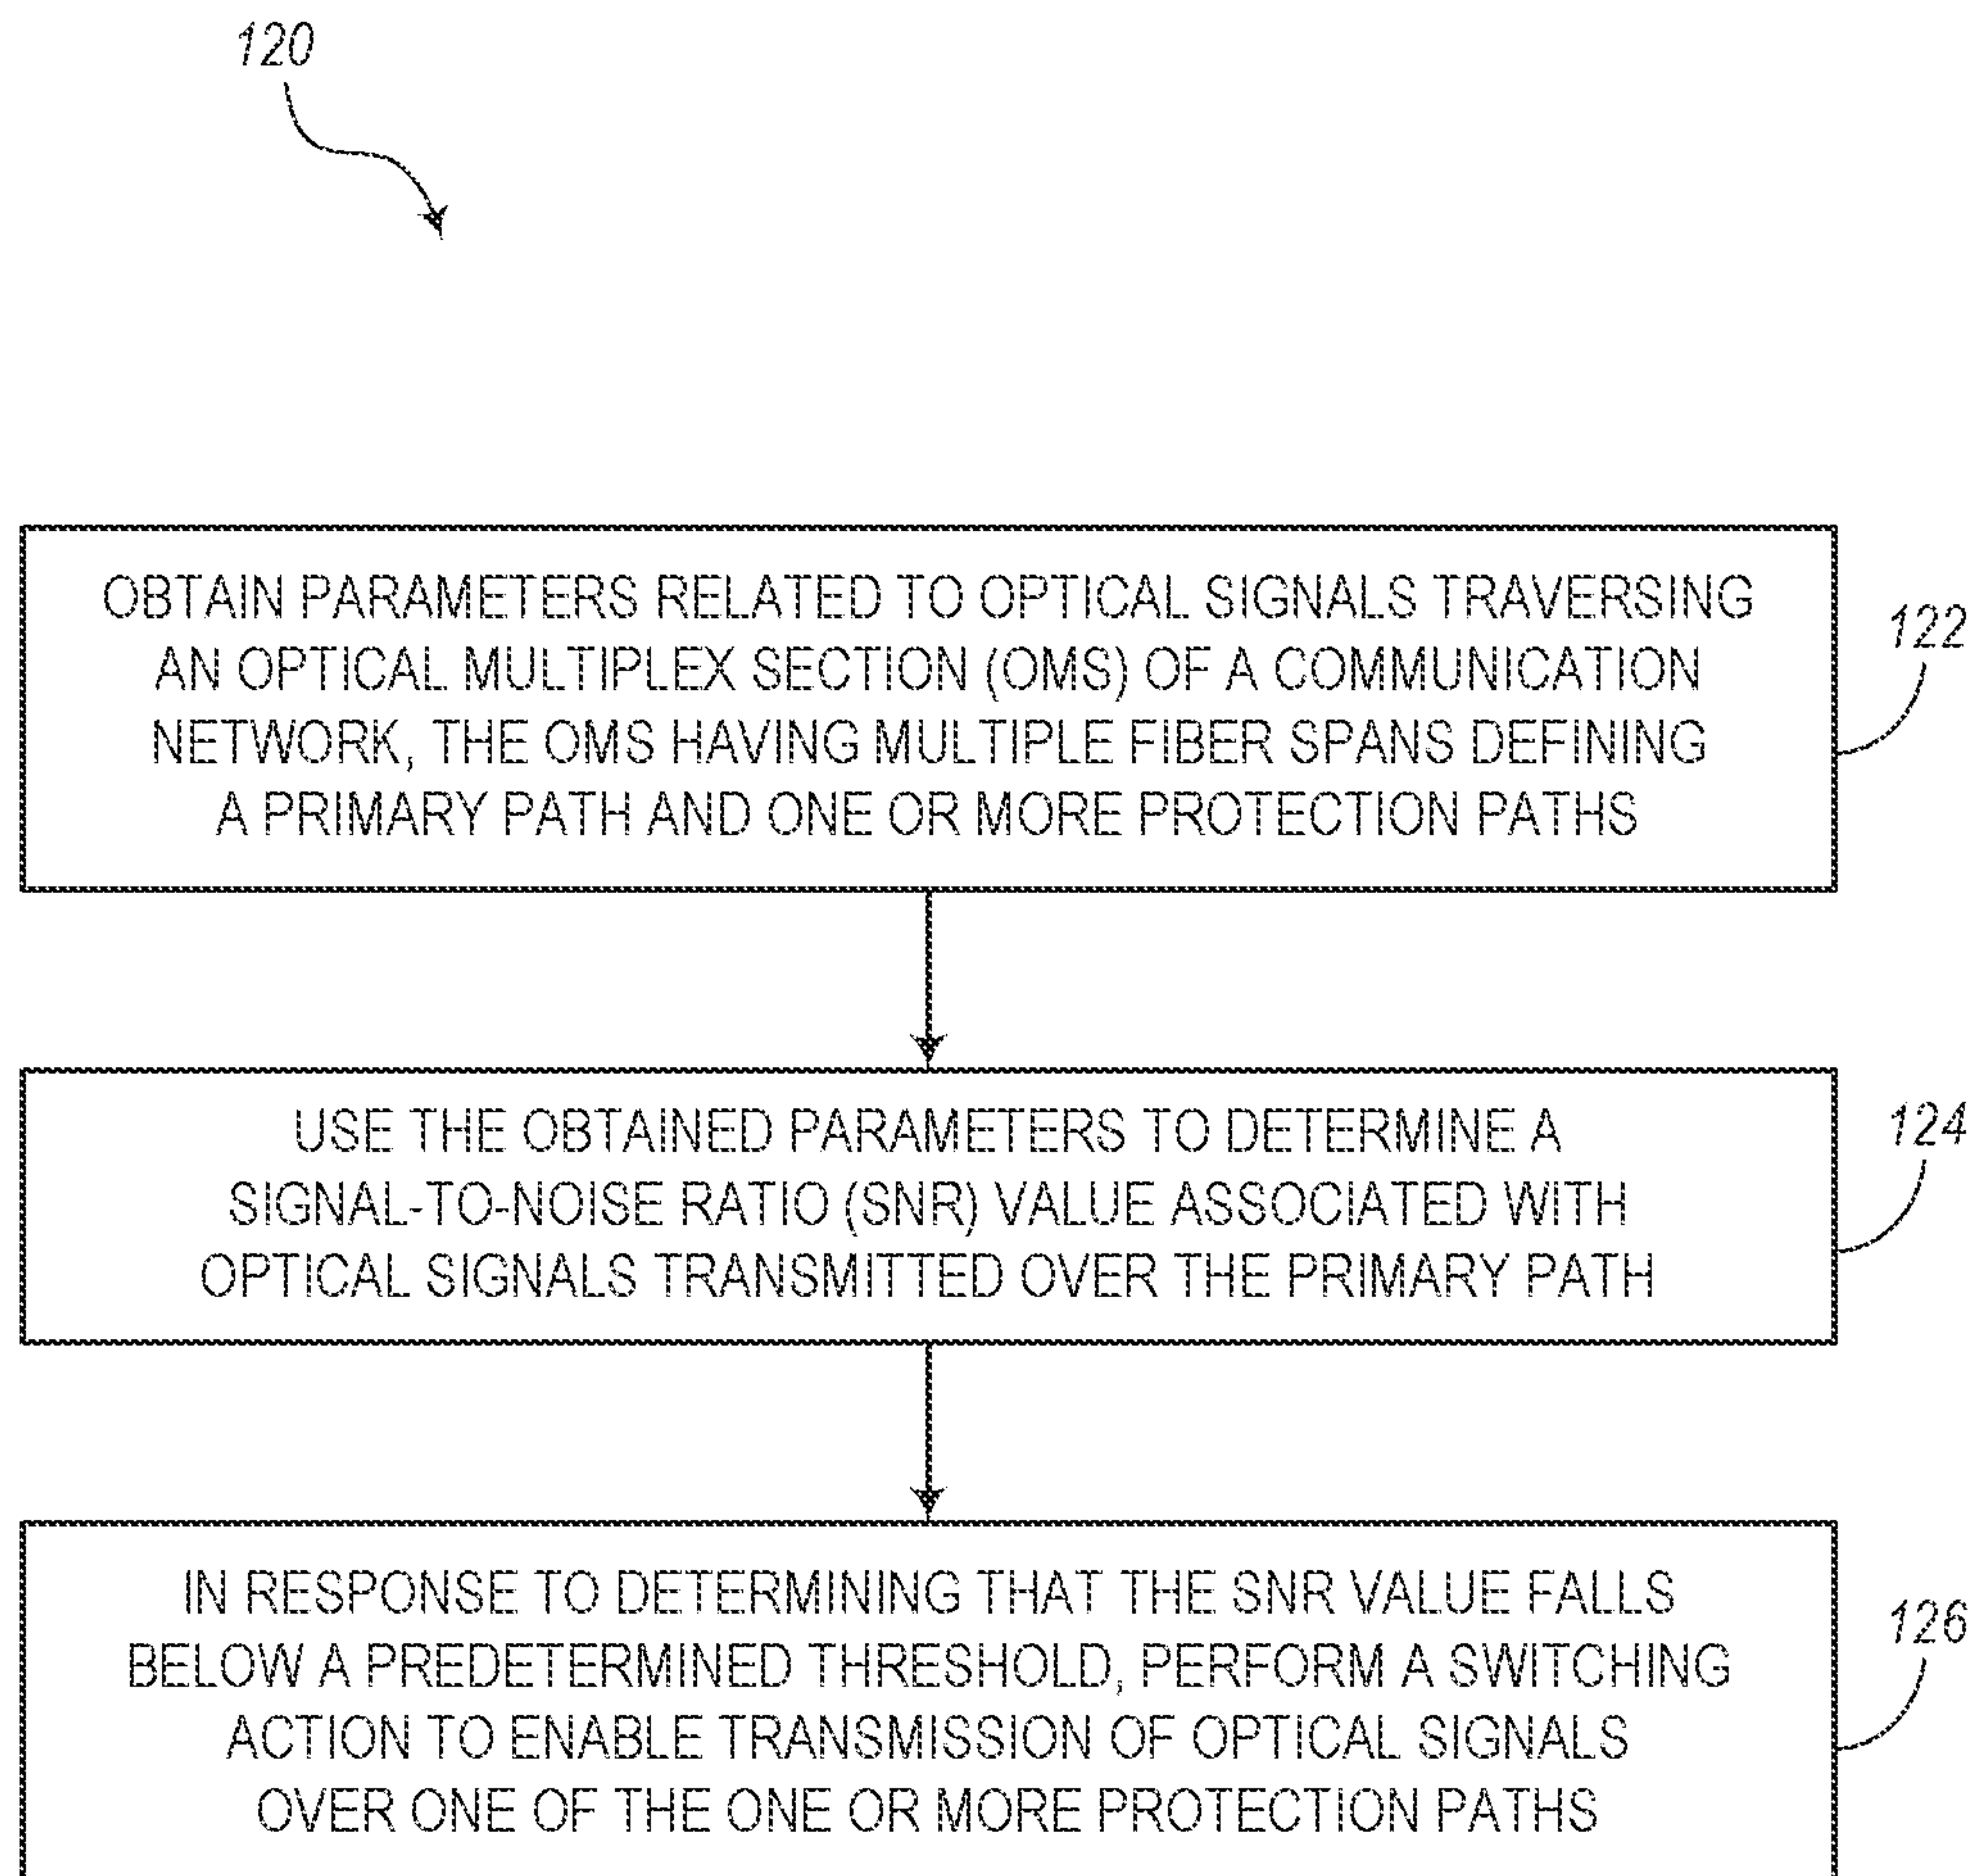 120
OBTAIN PARAMETERS RELATED TO OPTICAL SIGNALS TRAVERSING
AN OPTICAL MULTIPLEX SECTION (OMS) OF A COMMUNICATION
NETWORK, THE OMS HAVING MULTIPLE FIBER SPANS DEFINING
A PRIMARY PATH AND ONE OR MORE PROTECTION PATHS
122
USE THE OBTAINED PARAMETERS TO DETERMINE A
SIGNAL-TO-NOISE RATIO (SNR) VALUE ASSOCIATED WITH
OPTICAL SIGNALS TRANSMITTED OVER THE PRIMARY PATH
124
IN RESPONSE TO DETERMINING THAT THE SNR VALUE FALLS
BELOW A PREDETERMINED THRESHOLD, PERFORM A SWITCHING
ACTION TO ENABLE TRANSMISSION OF OPTICAL SIGNALS
OVER ONE OF THE ONE OR MORE PROTECTION PATHS
126